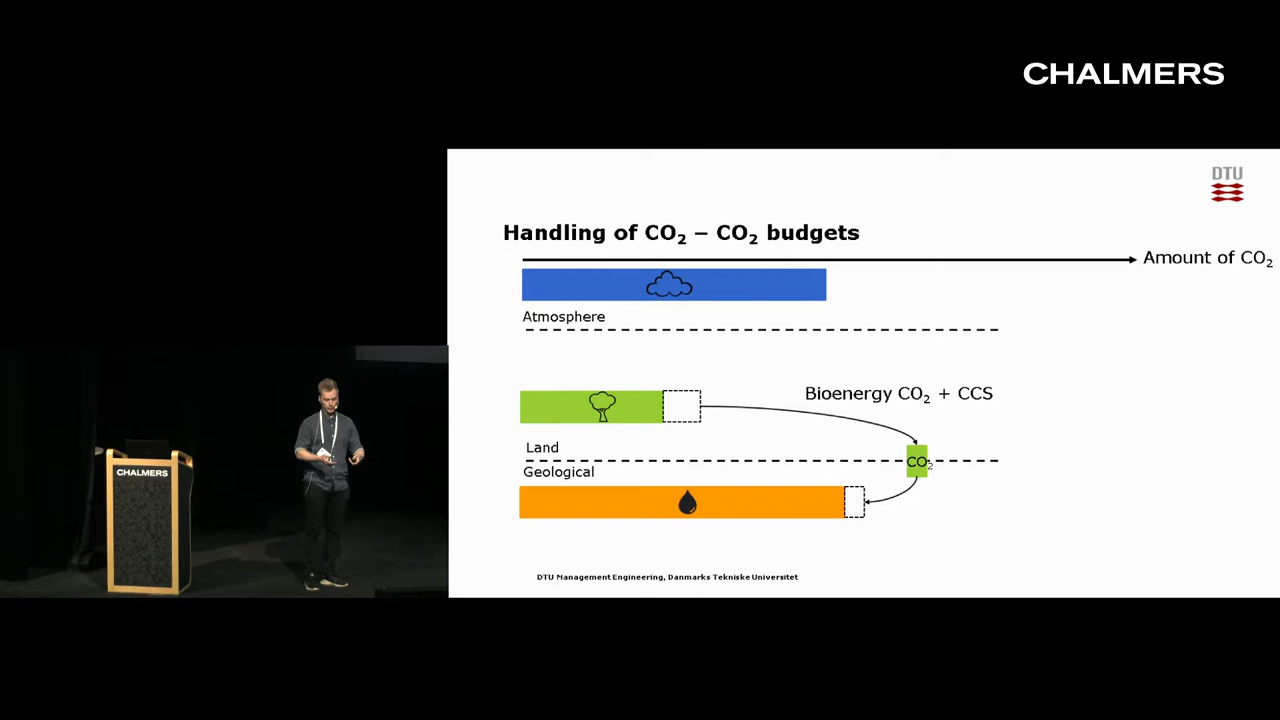 CHALMERS
DTU
Handling of CO₂ – CO₂ budgets
Amount of CO₂
Atmosphere
Bioenergy CO₂ + CCS
Land
CO₂
Geological
CHALMERS
DTU Management Engineering, Danmarks Tekniske Universitet